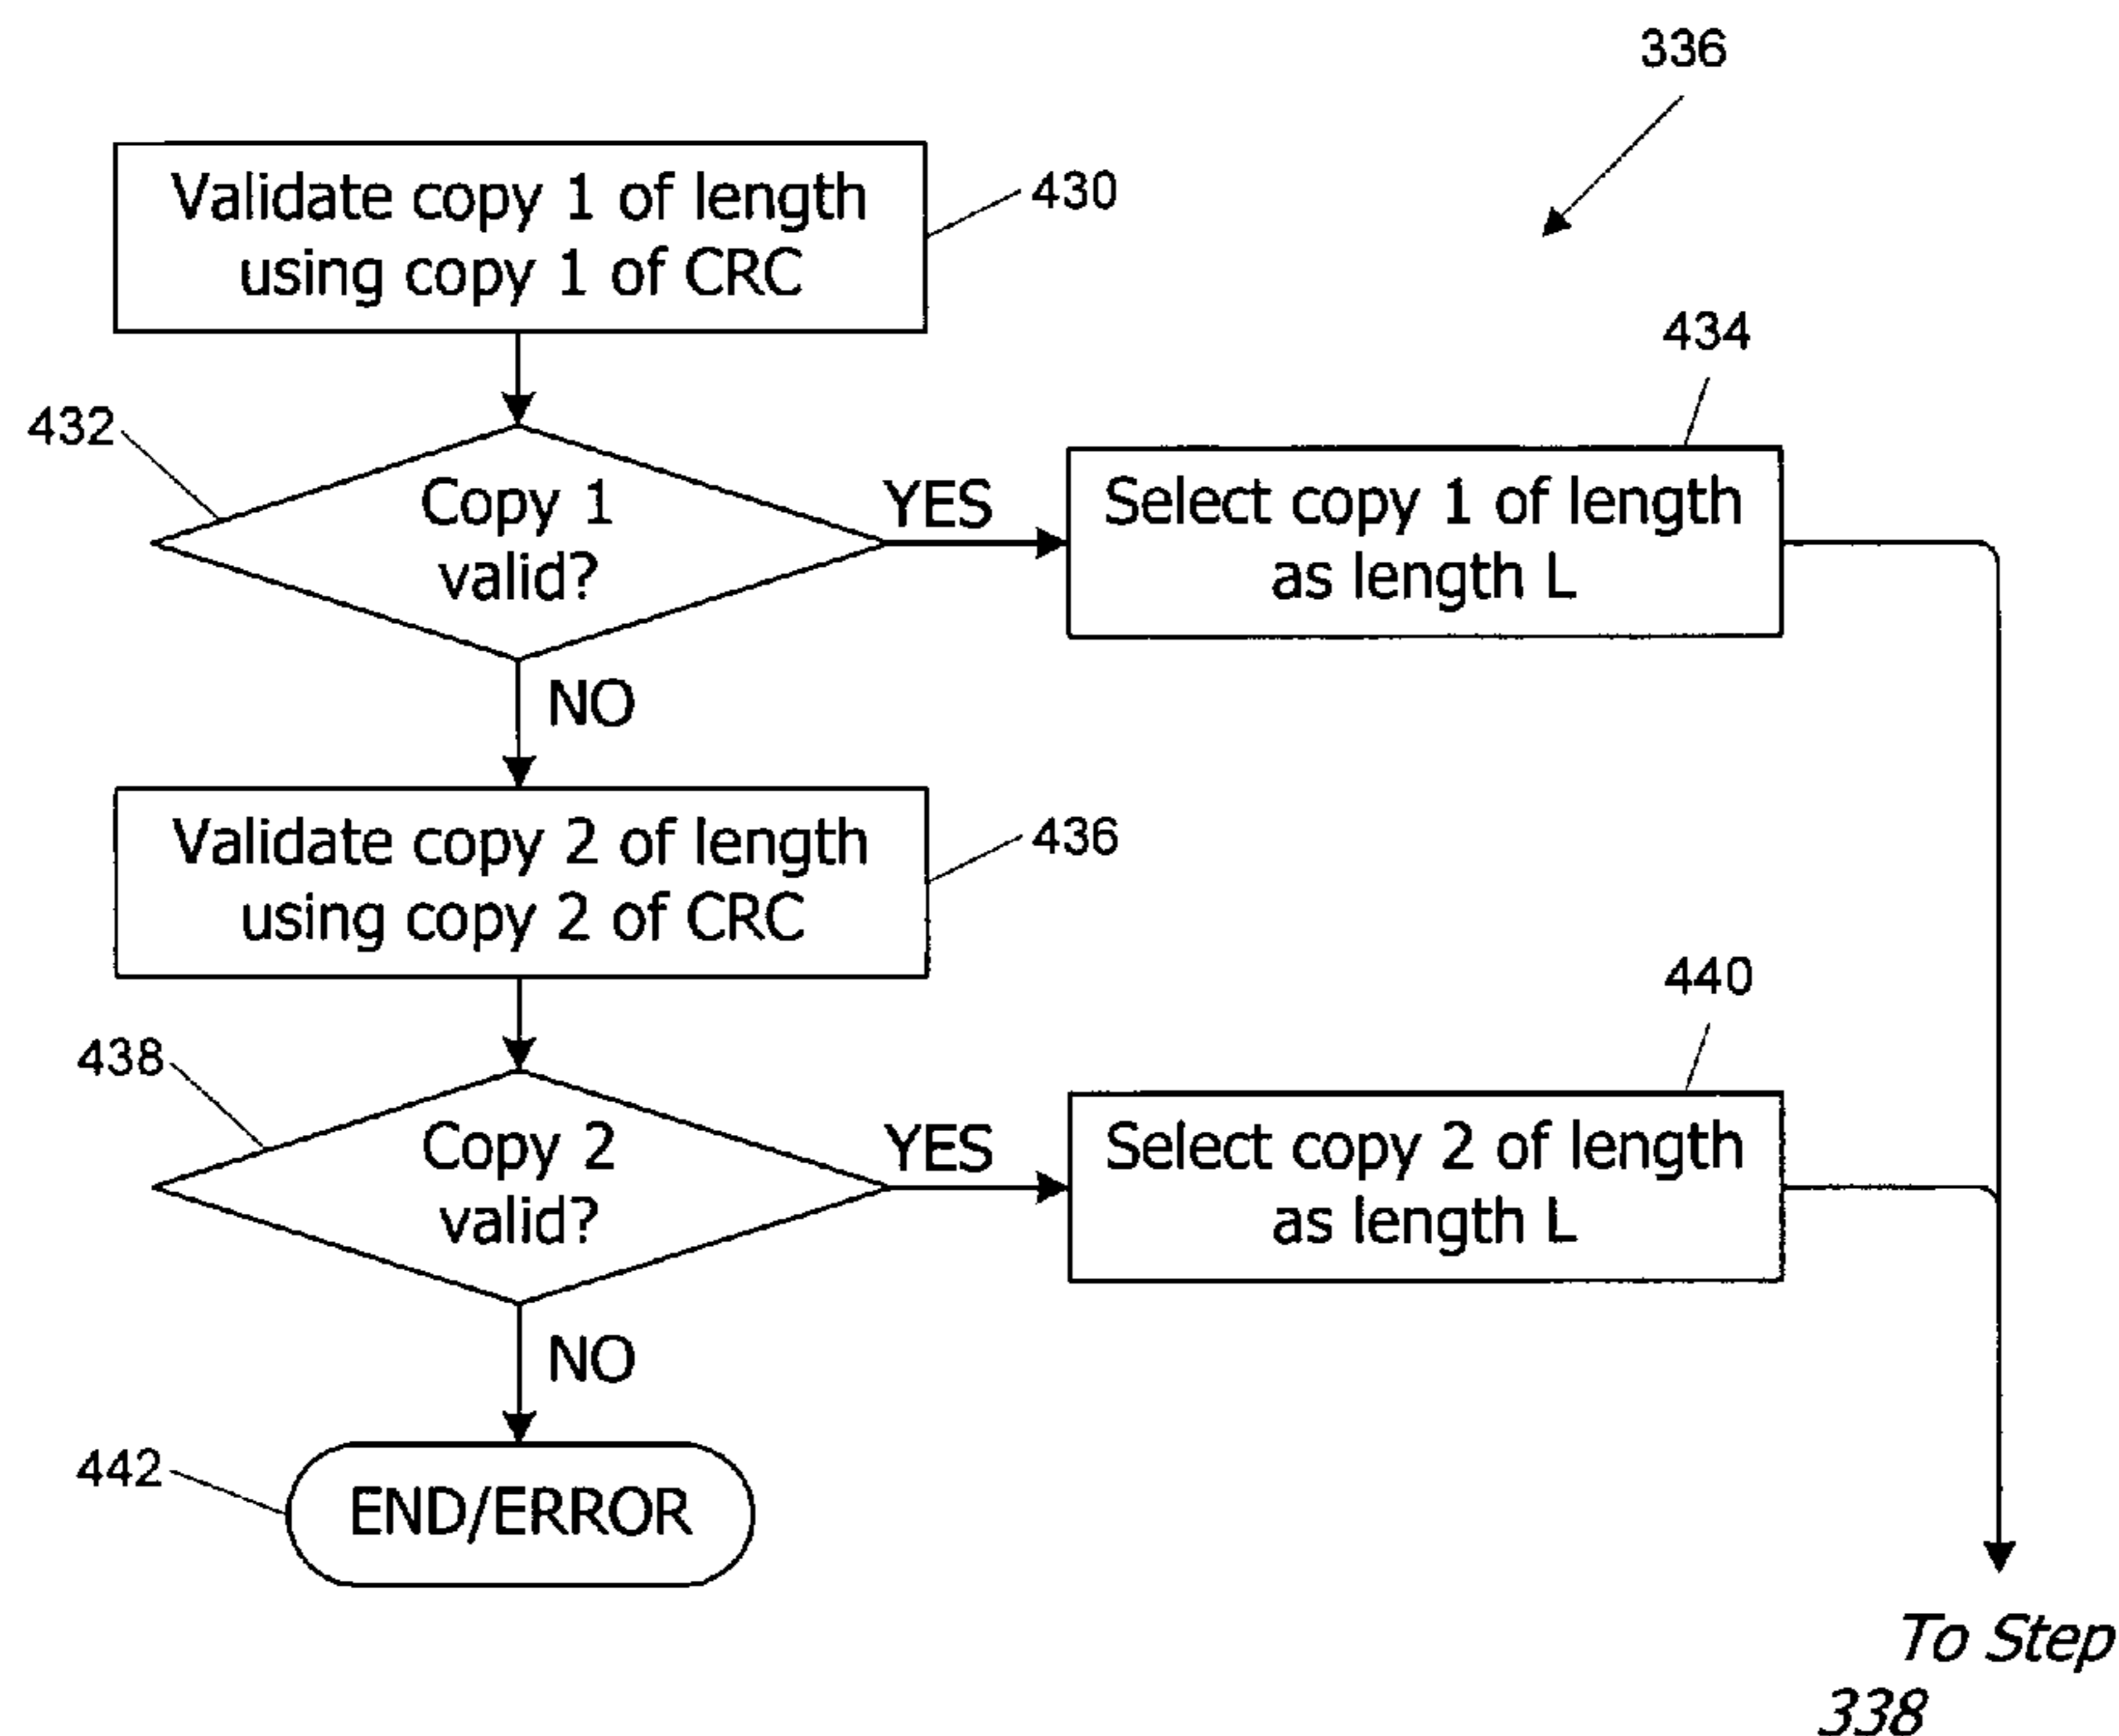 336
Validate copy 1 of length
using copy 1 of CRC
430
432
Copy 1
valid?
YES
434
Select copy 1 of length
as length L
NO
Validate copy 2 of length
using copy 2 of CRC
436
438
Copy 2
valid?
YES
440
Select copy 2 of length
as length L
NO
442
END/ERROR
To Step
338